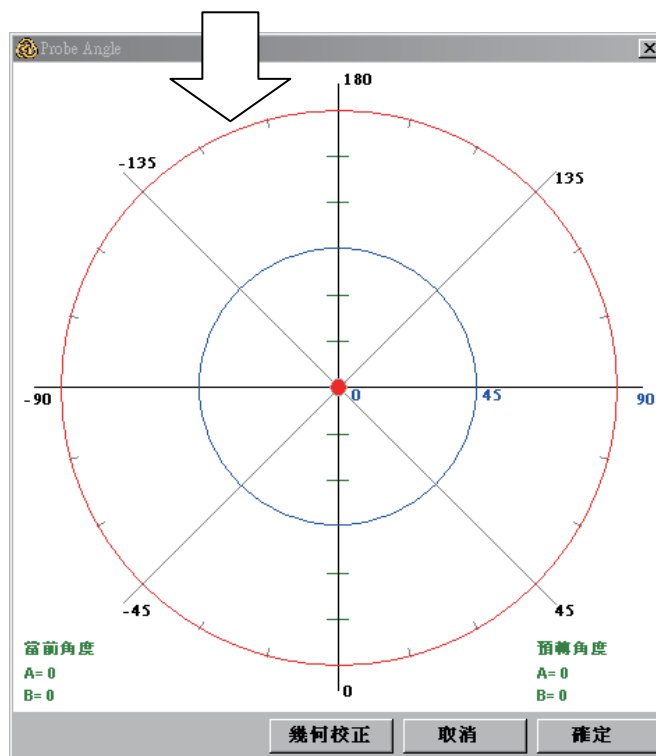 Probe Angle
180
-135
135
-90
0
45
90
-45
45
0
當前角度
A= 0
B= 0
預轉角度
A= 0
B= 0
幾何校正
取消
確定